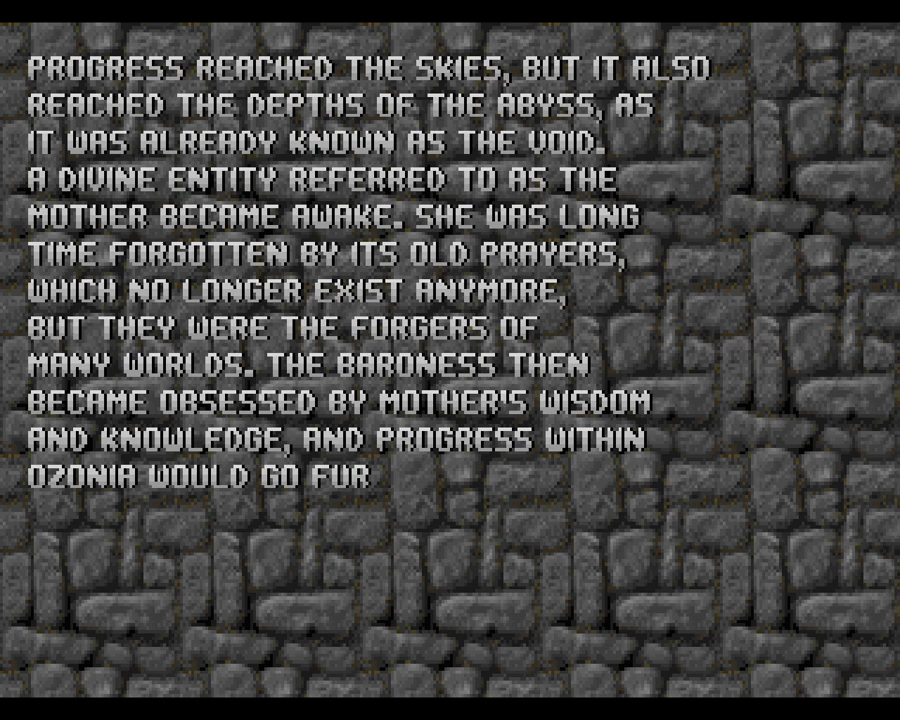 PROGRESS REACHED THE SKIES, BUT IT ALSO
REACHED THE DEPTHS OF THE ABYSS, AS
IT WAS ALREADY KNOWN AS THE VOID.
A DIVINE ENTITY REFERRED TO AS THE
MOTHER BECAME AWAKE. SHE WAS LONG
TIME FORGOTTEN BY ITS OLD PRAYERS,
WHICH NO LONGER EXIST ANYMORE,
BUT THEY WERE THE FORGERS OF
MANY WORLDS. THE BARONESS THEN
BECAME OBSESSED BY MOTHER'S WISDOM
AND KNOWLEDGE, AND PROGRESS WITHIN
OZONIA WOULD GO FUR